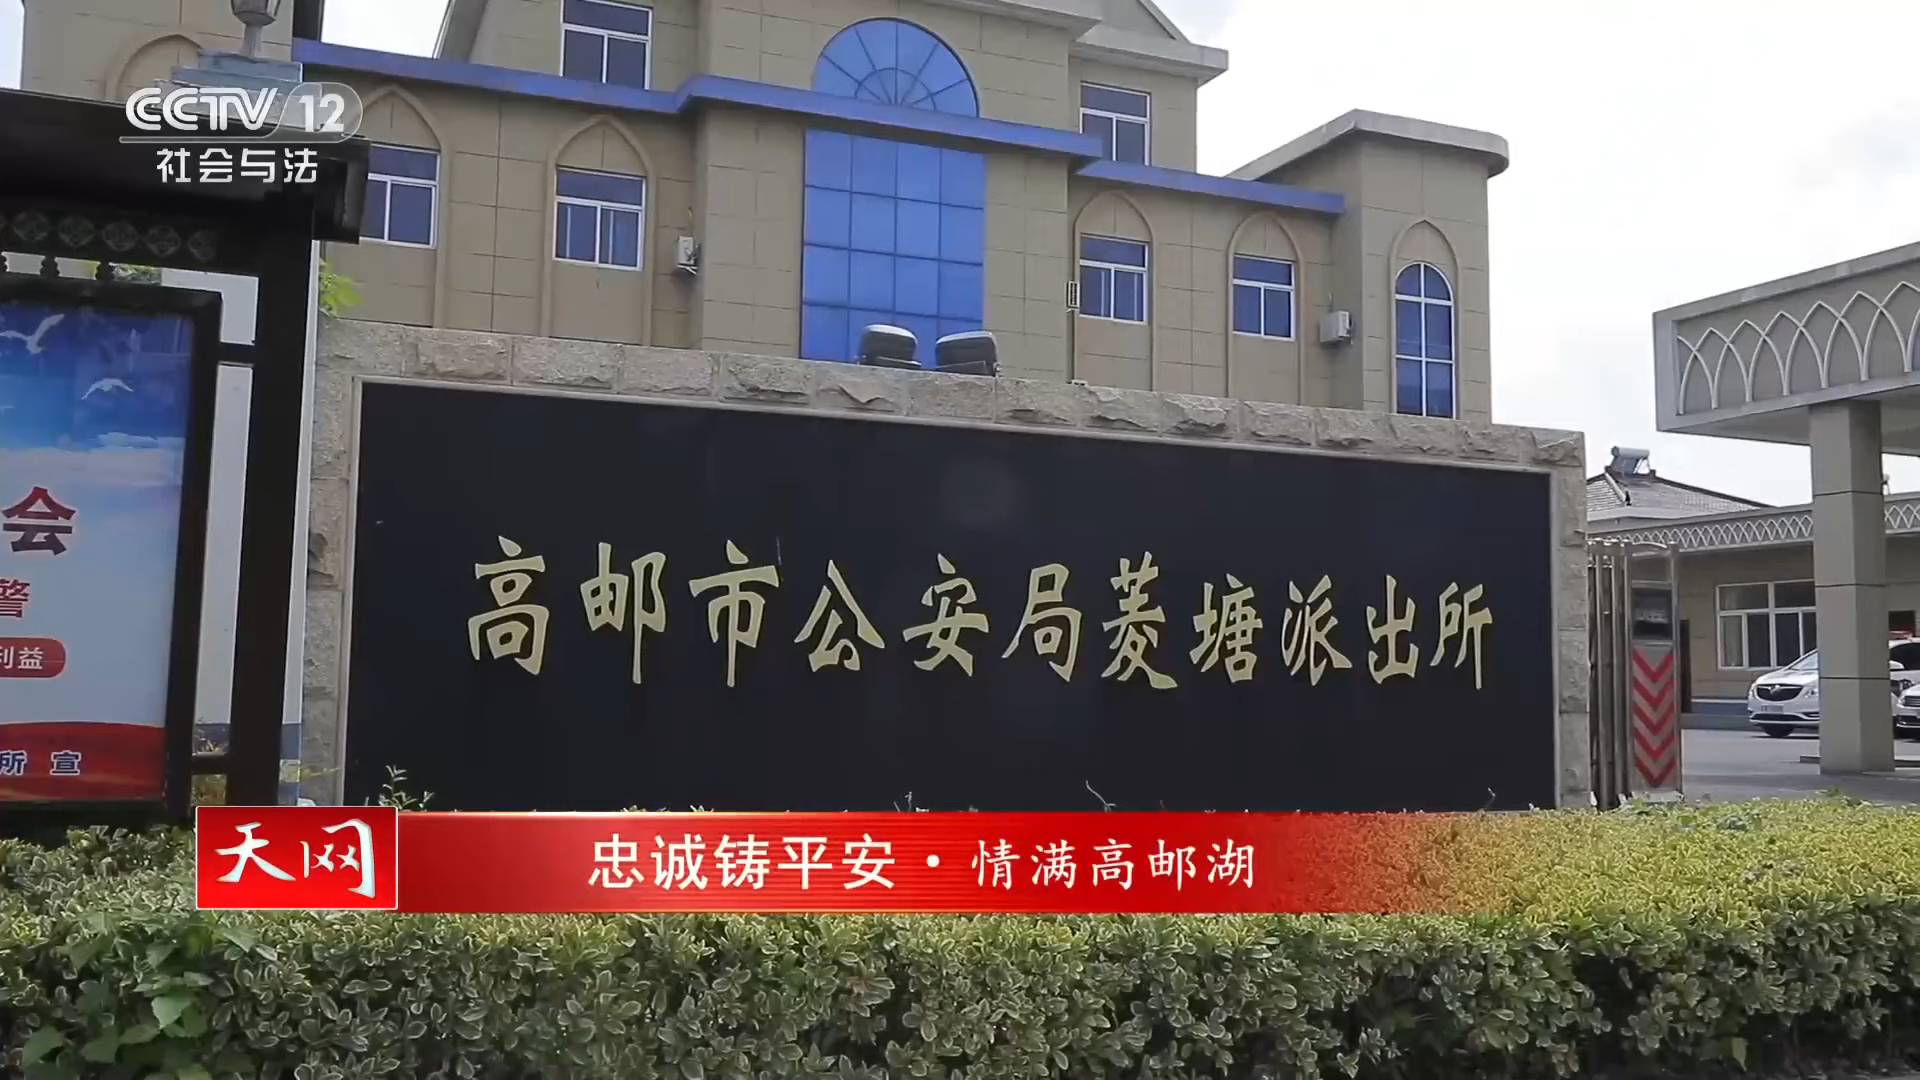 CCTV 12
社会与法
会
警
利益
所 宣
高邮市公安局菱塘派出所
天网
忠诚铸平安·情满高邮湖